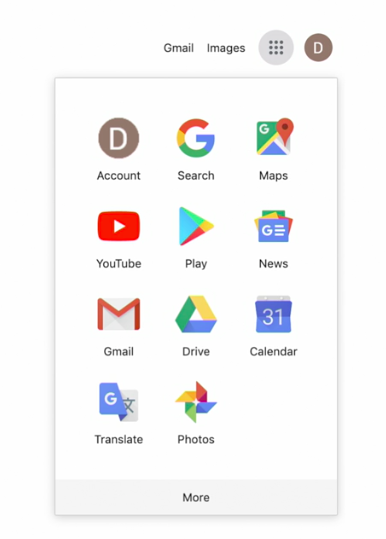 Gmail Images D
D
Account Search Maps
YouTube Play News
31
Gmail Drive Calendar
G 文
Translate Photos
More